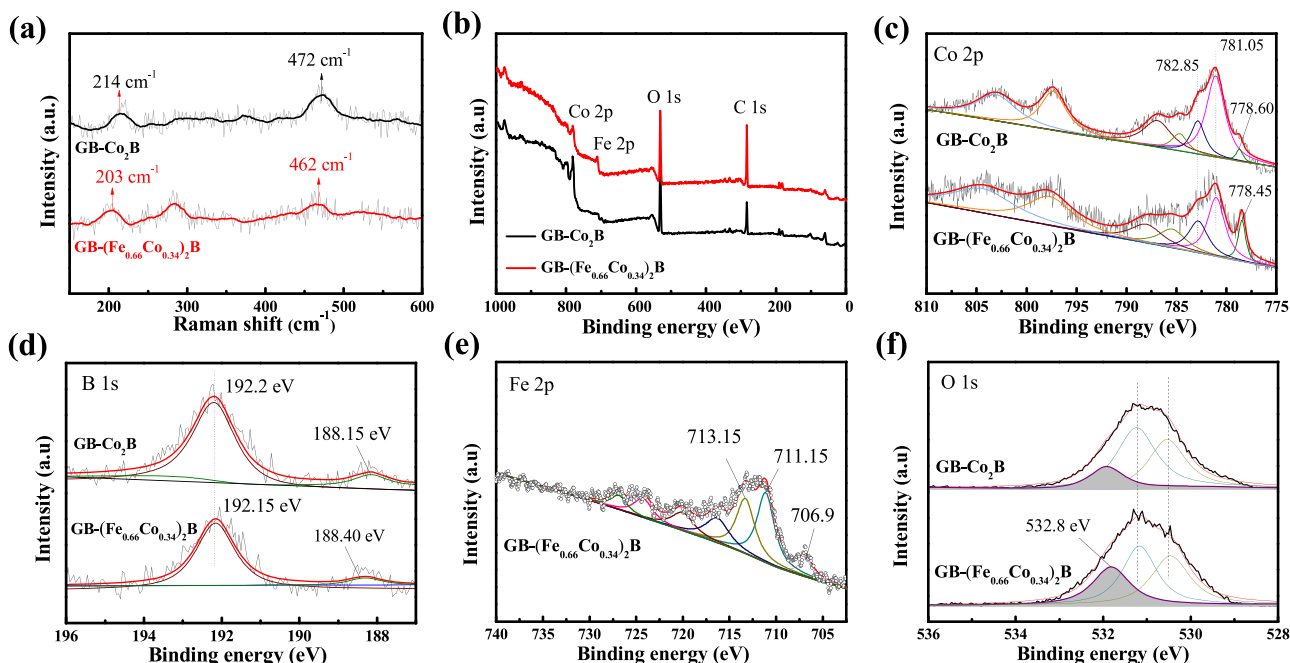 (a)
214 cm⁻¹
472 cm⁻¹
GB-Co₂B
203 cm⁻¹
462 cm⁻¹
GB-(Fe₀.₆₆Co₀.₃₄)₂B
Intensity (a.u.)
200 300 400 500 600
Raman shift (cm⁻¹)
(b)
Co 2p
Fe 2p
O 1s
C 1s
GB-Co₂B
GB-(Fe₀.₆₆Co₀.₃₄)₂B
Intensity (a.u)
1000 800 600 400 200 0
Binding energy (eV)
(c)
Co 2p
781.05
782.85
778.60
GB-Co₂B
778.45
GB-(Fe₀.₆₆Co₀.₃₄)₂B
Intensity (a.u)
810 805 800 795 790 785 780 775
Binding energy (eV)
(d)
B 1s
192.2 eV
GB-Co₂B
188.15 eV
192.15 eV
GB-(Fe₀.₆₆Co₀.₃₄)₂B
188.40 eV
Intensity (a.u)
196 194 192 190 188
Binding energy (eV)
(e)
Fe 2p
713.15
711.15
706.9
GB-(Fe₀.₆₆Co₀.₃₄)₂B
Intensity (a.u)
740 735 730 725 720 715 710 705
Binding energy (eV)
(f)
O 1s
GB-Co₂B
532.8 eV
GB-(Fe₀.₆₆Co₀.₃₄)₂B
Intensity (a.u)
536 534 532 530 528
Binding energy (eV)